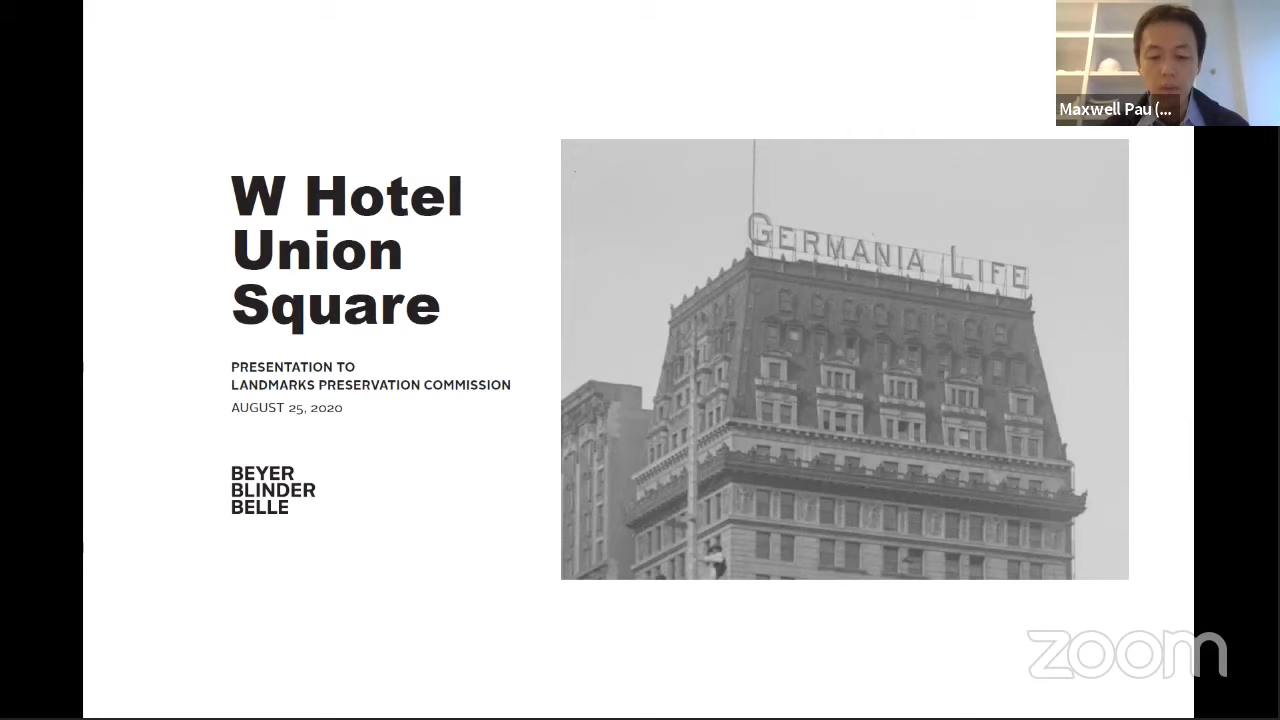 Maxwell Pau (...
W Hotel
Union
Square
PRESENTATION TO
LANDMARKS PRESERVATION COMMISSION
AUGUST 25, 2020
BEYER
BLINDER
BELLE
GERMANIA LIFE
zoom